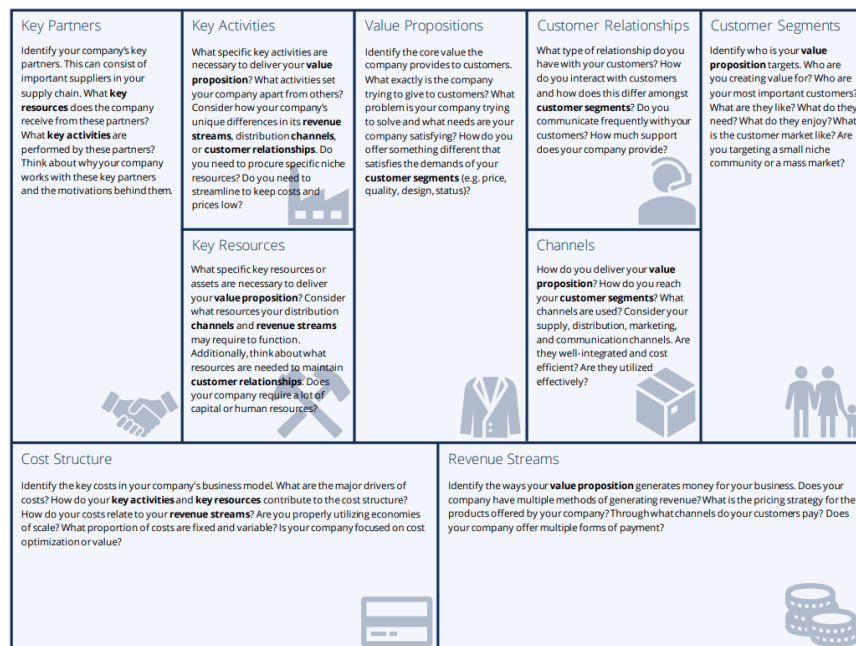 Key Partners
Identify your company's key
partners. This can consist of
important suppliers in your
supply chain. What key
resources does the company
receive from these partners?
What key activities are
performed by these partners?
Think about why your company
works with these key partners
and the motivations behind them.
Key Activities
What specific key activities are
necessary to deliver your value
proposition? What activities set
your company apart from others?
Consider how your company's
unique differences in its revenue
streams, distribution channels,
or customer relationships. Do
you need to procure specific niche
resources? Do you need to
streamline to keep costs and
prices low?
Key Resources
What specific key resources or
assets are necessary to deliver
your value proposition? Consider
what resources your distribution
channels and revenue streams
may require to function.
Additionally, think about what
resources are needed to maintain
customer relationships. Does
your company require a lot of
capital or human resources?
Value Propositions
Identify the core value the
company provides to customers.
What exactly is the company
trying to give to customers? What
problem is your company trying
to solve and what needs are your
company satisfying? How do you
offer something different that
satisfies the demands of your
customer segments (e.g. price,
quality, design, status)?
Customer Relationships
What type of relationship do you
have with your customers? How
do you interact with customers
and how does this differ amongst
customer segments? Do you
communicate frequently with your
customers? How much support
does your company provide?
Channels
How do you deliver your value
proposition? How do you reach
your customer segments? What
channels are used? Consider your
supply, distribution, marketing,
and communication channels. Are
they well-integrated and cost
efficient? Are they utilized
effectively?
Customer Segments
Identify who is your value
proposition targets. Who are
you creating value for? Who are
your most important customers?
What are they like? What do they
need? What do they enjoy? What
is the customer market like? Are
you targeting a small niche
community or a mass market?
Cost Structure
Identify the key costs in your company's business model. What are the major drivers of
costs? How do your key activities and key resources contribute to the cost structure?
How do your costs relate to your revenue streams? Are you properly utilizing economies
of scale? What proportion of costs are fixed and variable? Is your company focused on cost
optimization or value?
Revenue Streams
Identify the ways your value proposition generates money for your business. Does your
company have multiple methods of generating revenue? What is the pricing strategy for the
products offered by your company? Through what channels do your customers pay? Does
your company offer multiple forms of payment?